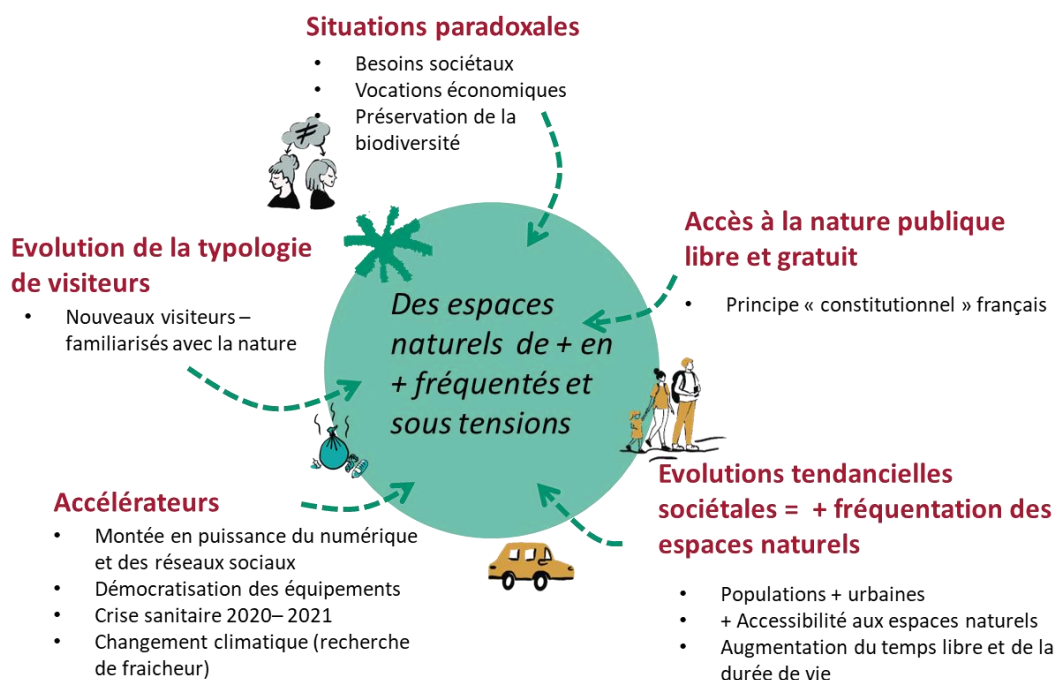 Situations paradoxales
• Besoins sociétaux
• Vocations économiques
• Préservation de la
biodiversité
≠
Accès à la nature publique
libre et gratuit
• Principe « constitutionnel » français
Evolution de la typologie
de visiteurs
• Nouveaux visiteurs –
familiarisés avec la nature
Des espaces
naturels de + en
+ fréquentés et
sous tensions
Accélérateurs
• Montée en puissance du numérique
et des réseaux sociaux
• Démocratisation des équipements
• Crise sanitaire 2020– 2021
• Changement climatique (recherche
de fraicheur)
Evolutions tendancielles
sociétales = + fréquentation des
espaces naturels
• Populations + urbaines
• + Accessibilité aux espaces naturels
• Augmentation du temps libre et de la
durée de vie